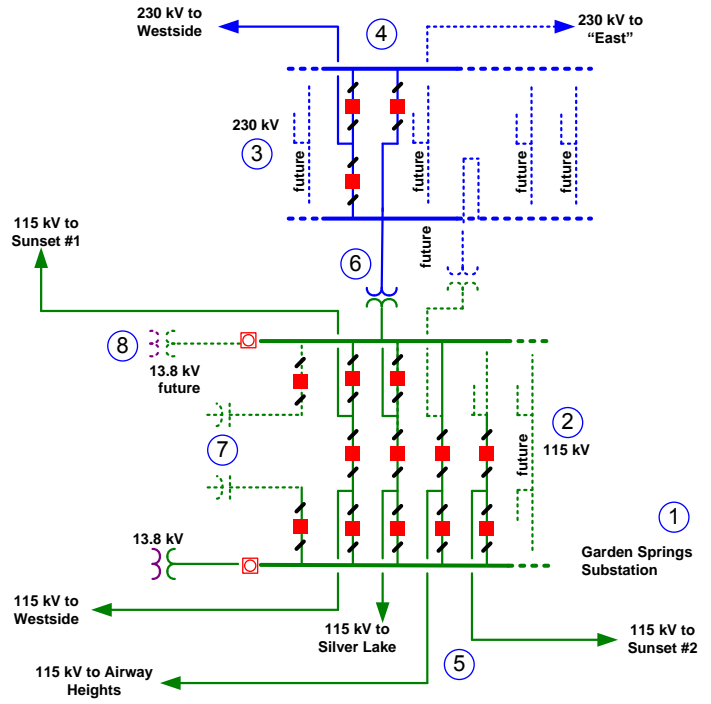 230 kV to
Westside
4
230 kV to
“East”
230 kV
3
future
future
future
future
115 kV to
Sunset #1
6
future
8
13.8 kV
future
7
2
115 kV
future
1
13.8 kV
Garden Springs
Substation
115 kV to
Westside
115 kV to
Silver Lake
5
115 kV to
Sunset #2
115 kV to Airway
Heights